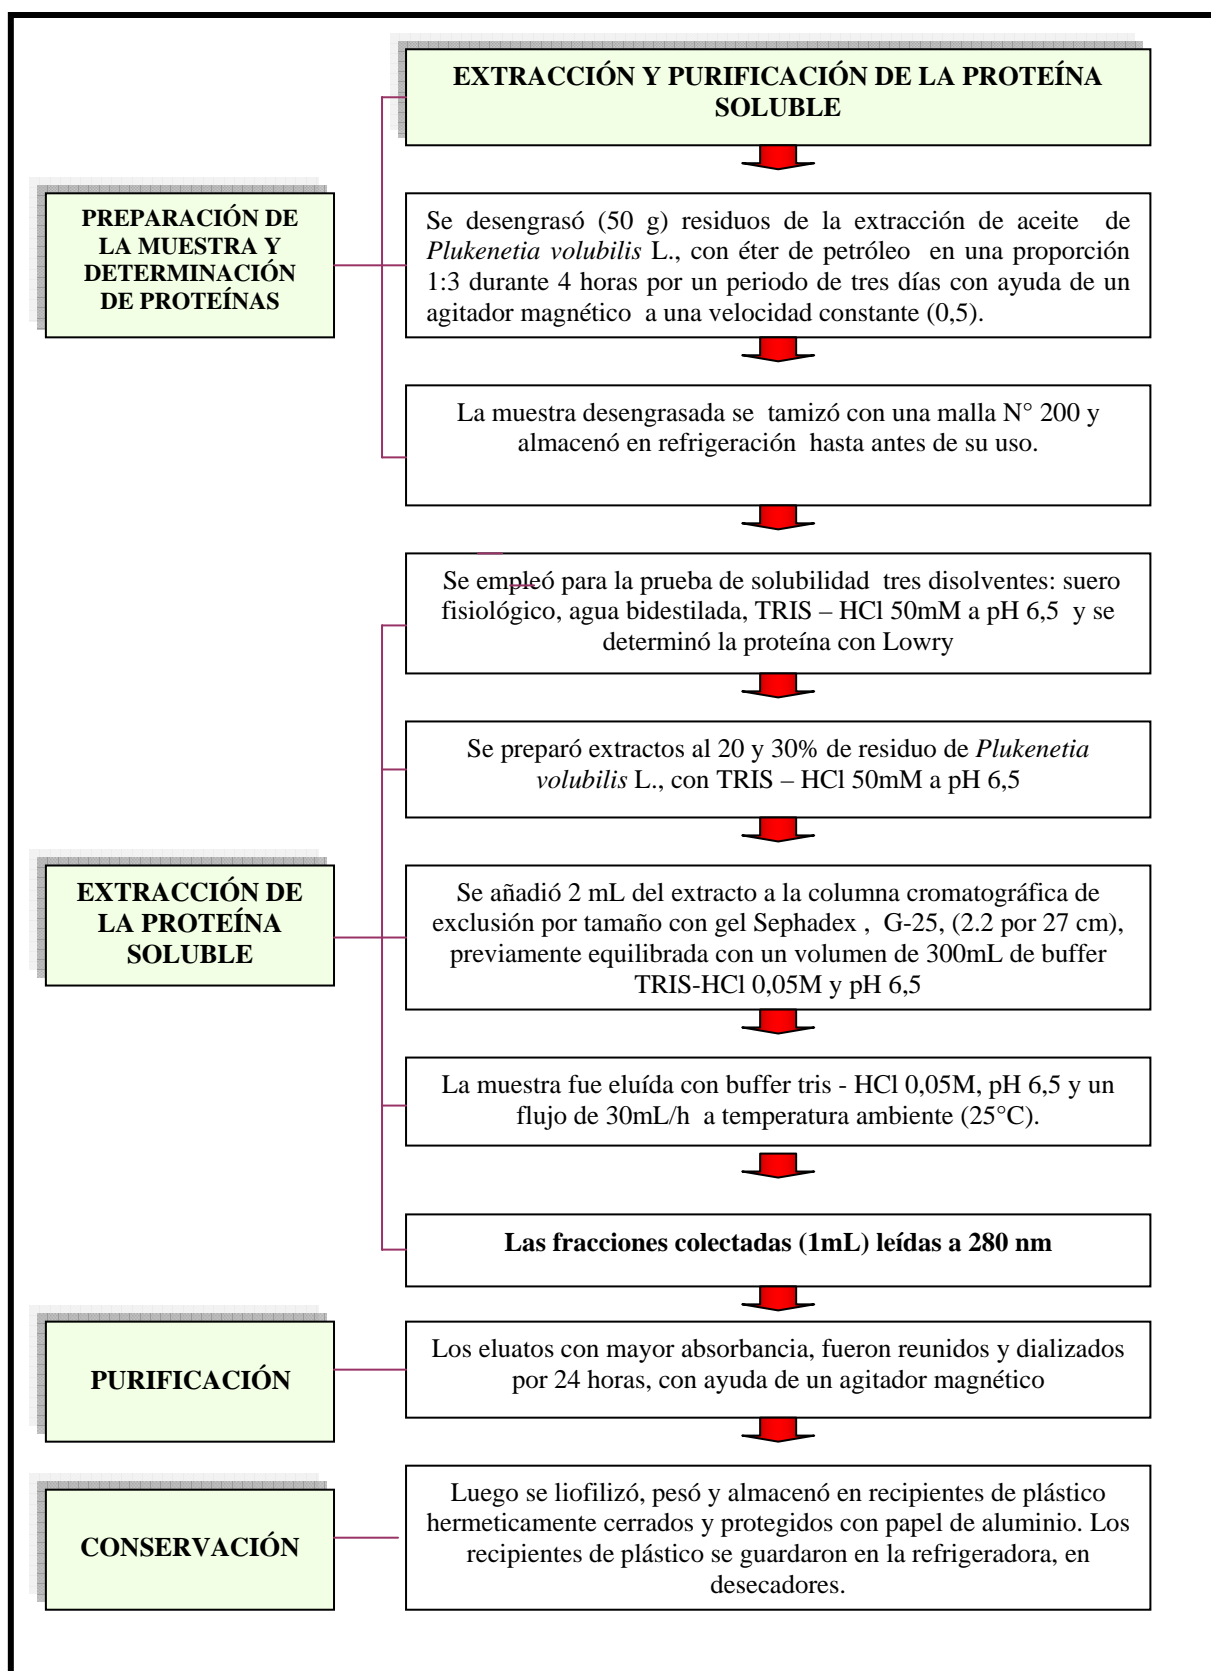 EXTRACCIÓN Y PURIFICACIÓN DE LA PROTEÍNA
SOLUBLE
PREPARACIÓN DE
LA MUESTRA Y
DETERMINACIÓN
DE PROTEÍNAS
Se desengrasó (50 g) residuos de la extracción de aceite de
Plukenetia volubilis L., con éter de petróleo en una proporción
1:3 durante 4 horas por un periodo de tres días con ayuda de un
agitador magnético a una velocidad constante (0,5).
La muestra desengrasada se tamizó con una malla N° 200 y
almacenó en refrigeración hasta antes de su uso.
Se empleó para la prueba de solubilidad tres disolventes: suero
fisiológico, agua bidestilada, TRIS – HCl 50mM a pH 6,5 y se
determinó la proteína con Lowry
Se preparó extractos al 20 y 30% de residuo de Plukenetia
volubilis L., con TRIS – HCl 50mM a pH 6,5
EXTRACCIÓN DE
LA PROTEÍNA
SOLUBLE
Se añadió 2 mL del extracto a la columna cromatográfica de
exclusión por tamaño con gel Sephadex , G-25, (2.2 por 27 cm),
previamente equilibrada con un volumen de 300mL de buffer
TRIS-HCl 0,05M y pH 6,5
La muestra fue eluída con buffer tris - HCl 0,05M, pH 6,5 y un
flujo de 30mL/h a temperatura ambiente (25°C).
Las fracciones colectadas (1mL) leídas a 280 nm
PURIFICACIÓN
Los eluatos con mayor absorbancia, fueron reunidos y dializados
por 24 horas, con ayuda de un agitador magnético
CONSERVACIÓN
Luego se liofilizó, pesó y almacenó en recipientes de plástico
hermeticamente cerrados y protegidos con papel de aluminio. Los
recipientes de plástico se guardaron en la refrigeradora, en
desecadores.